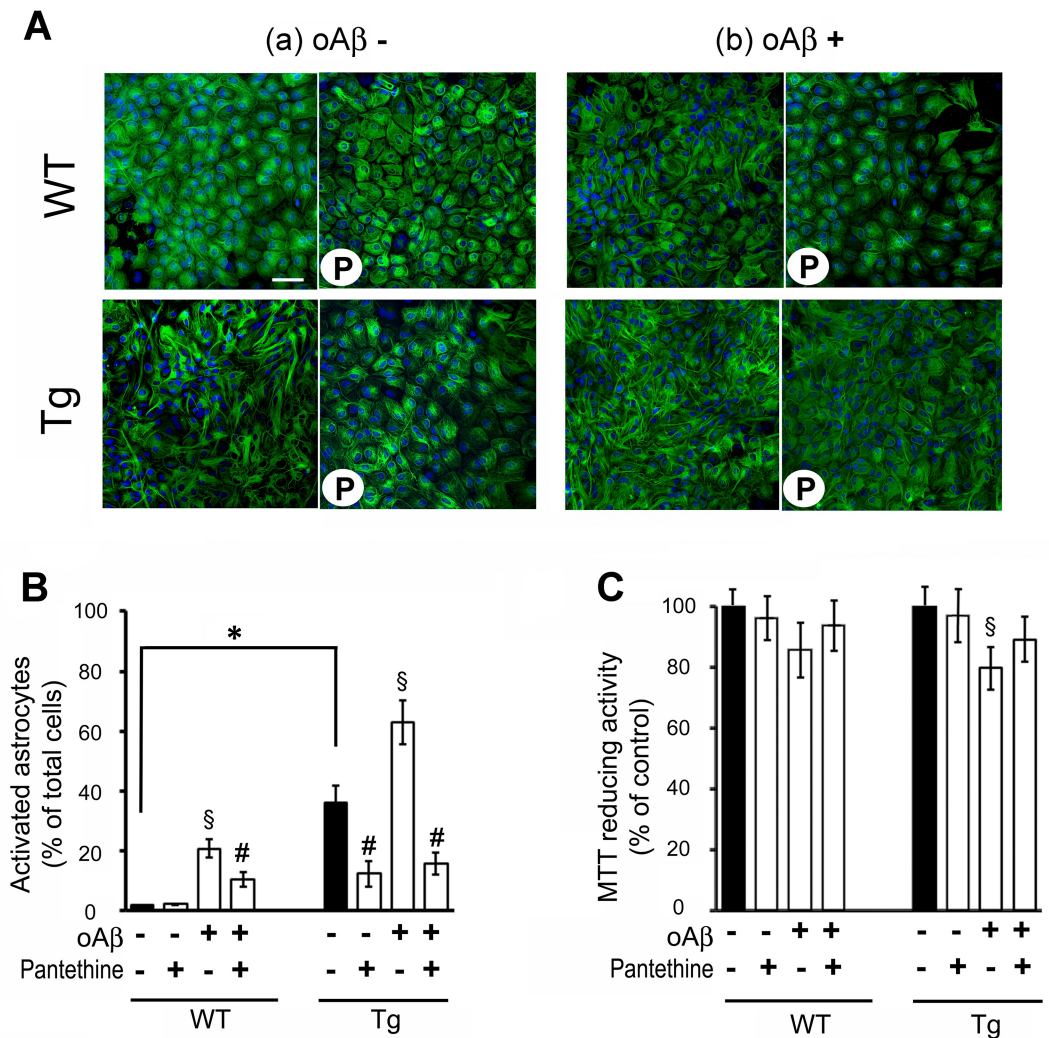 A
(a) oAβ -
(b) oAβ +
WT
P
P
Tg
P
P
B
Activated astrocytes
(% of total cells)
100
80
60
40
20
0
*
§
#
#
§
#
oAβ - - + + - - + +
Pantethine - + - + - + - +
WT
Tg
C
MTT reducing activity
(% of control)
100
80
60
40
20
0
§
oAβ - - + + - - + +
Pantethine - + - + - + - +
WT
Tg